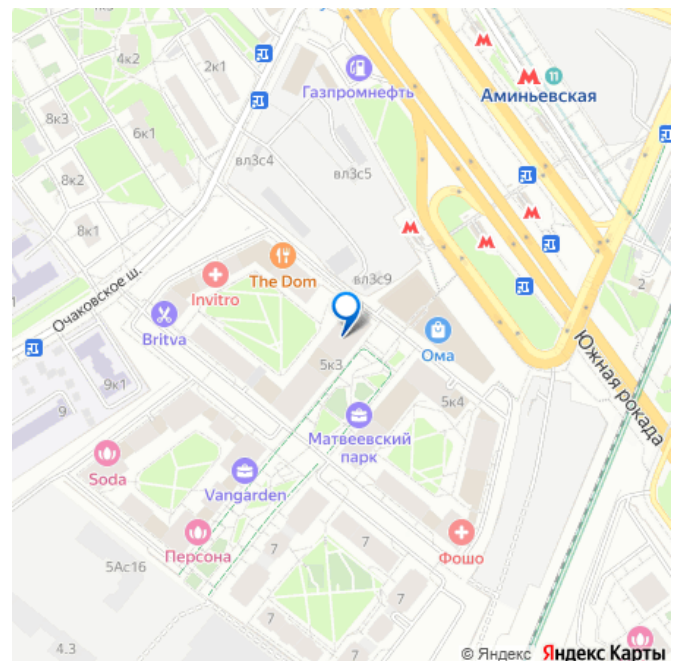 4к2
2к1
Газпромнефть
Аминьевская
11
8к3
6к1
вл3с4
вл3с5
8к2
8к1
вл3с9
2
The Dom
Invitro
Очаковское ш.
Britva
Ома
Южная рокада
5к3
9к1
9
5к4
Матвеевский
парк
Soda
Vangarden
Персона
7
7
Фошо
5Ас16
7
7
4.3
© Яндекс Яндекс Карты